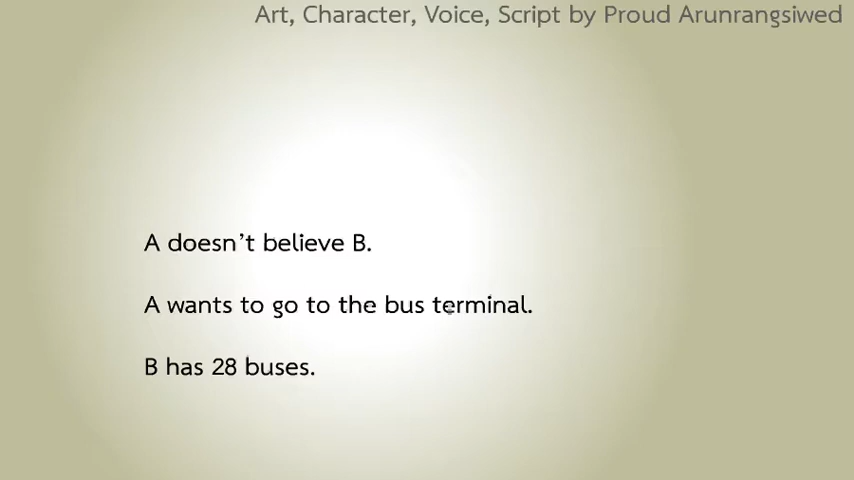 Art, Character, Voice, Script by Proud Arunrangsiwed
A doesn't believe B.
A wants to go to the bus terminal.
B has 28 buses.